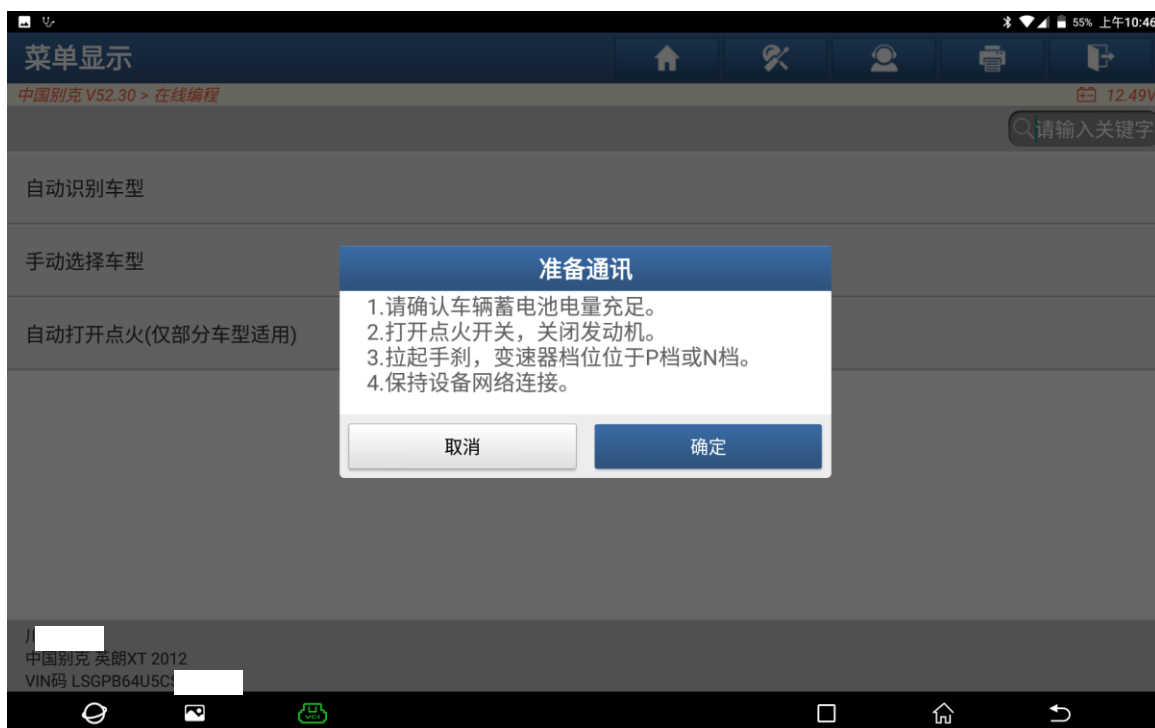 55% 上午10:46
菜单显示
中国别克 V52.30 > 在线编程
12.49V
请输入关键字
自动识别车型
手动选择车型
自动打开点火(仅部分车型适用)
准备通讯
1.请确认车辆蓄电池电量充足。
2.打开点火开关，关闭发动机。
3.拉起手刹，变速器档位位于P档或N档。
4.保持设备网络连接。
取消
确定
川
中国别克 英朗XT 2012
VIN码 LSGPB64U5C
VCI